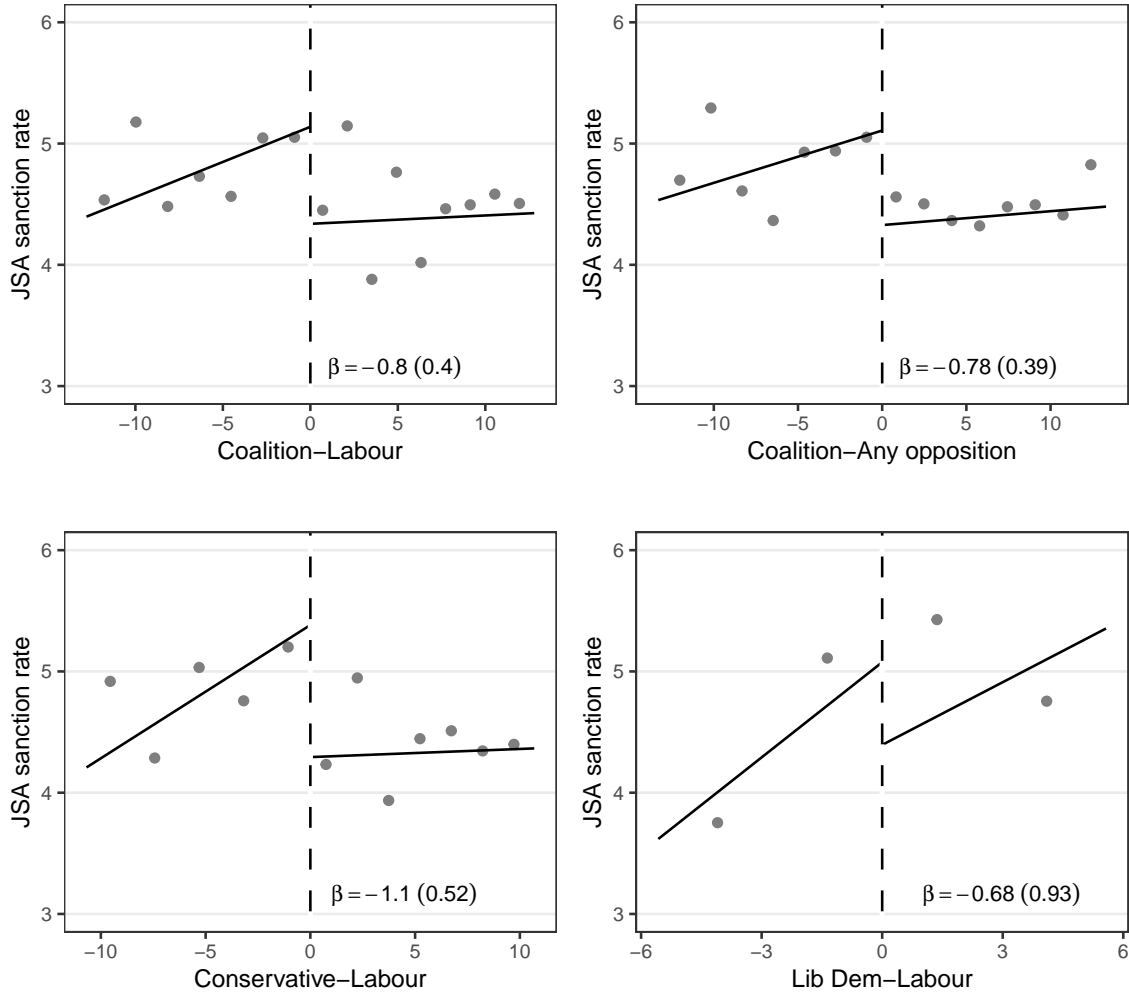 6
5
4
3
JSA sanction rate
β = −0.8 (0.4)
−10 −5 0 5 10
Coalition−Labour
6
5
4
3
JSA sanction rate
β = −0.78 (0.39)
−10 −5 0 5 10
Coalition−Any opposition
6
5
4
3
JSA sanction rate
β = −1.1 (0.52)
−10 −5 0 5 10
Conservative−Labour
6
5
4
3
JSA sanction rate
β = −0.68 (0.93)
−6 −3 0 3 6
Lib Dem−Labour